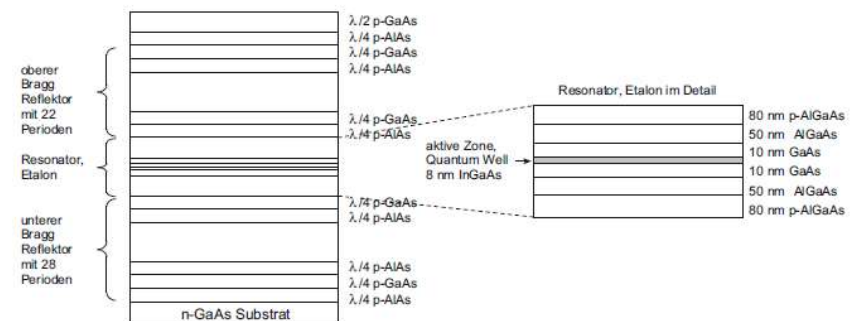 λ/2 p-GaAs
λ/4 p-AlAs
λ/4 p-GaAs
λ/4 p-AlAs
oberer
Bragg
Reflektor
mit 22
Perioden
λ/4 p-GaAs
λ/4 p-AlAs
Resonator,
Etalon
λ/4 p-GaAs
λ/4 p-AlAs
unterer
Bragg
Reflektor
mit 28
Perioden
λ/4 p-AlAs
λ/4 p-GaAs
λ/4 p-AlAs
n-GaAs Substrat
Resonator, Etalon im Detail
aktive Zone,
Quantum Well
8 nm InGaAs
80 nm p-AlGaAs
50 nm AlGaAs
10 nm GaAs
10 nm GaAs
50 nm AlGaAs
80 nm p-AlGaAs